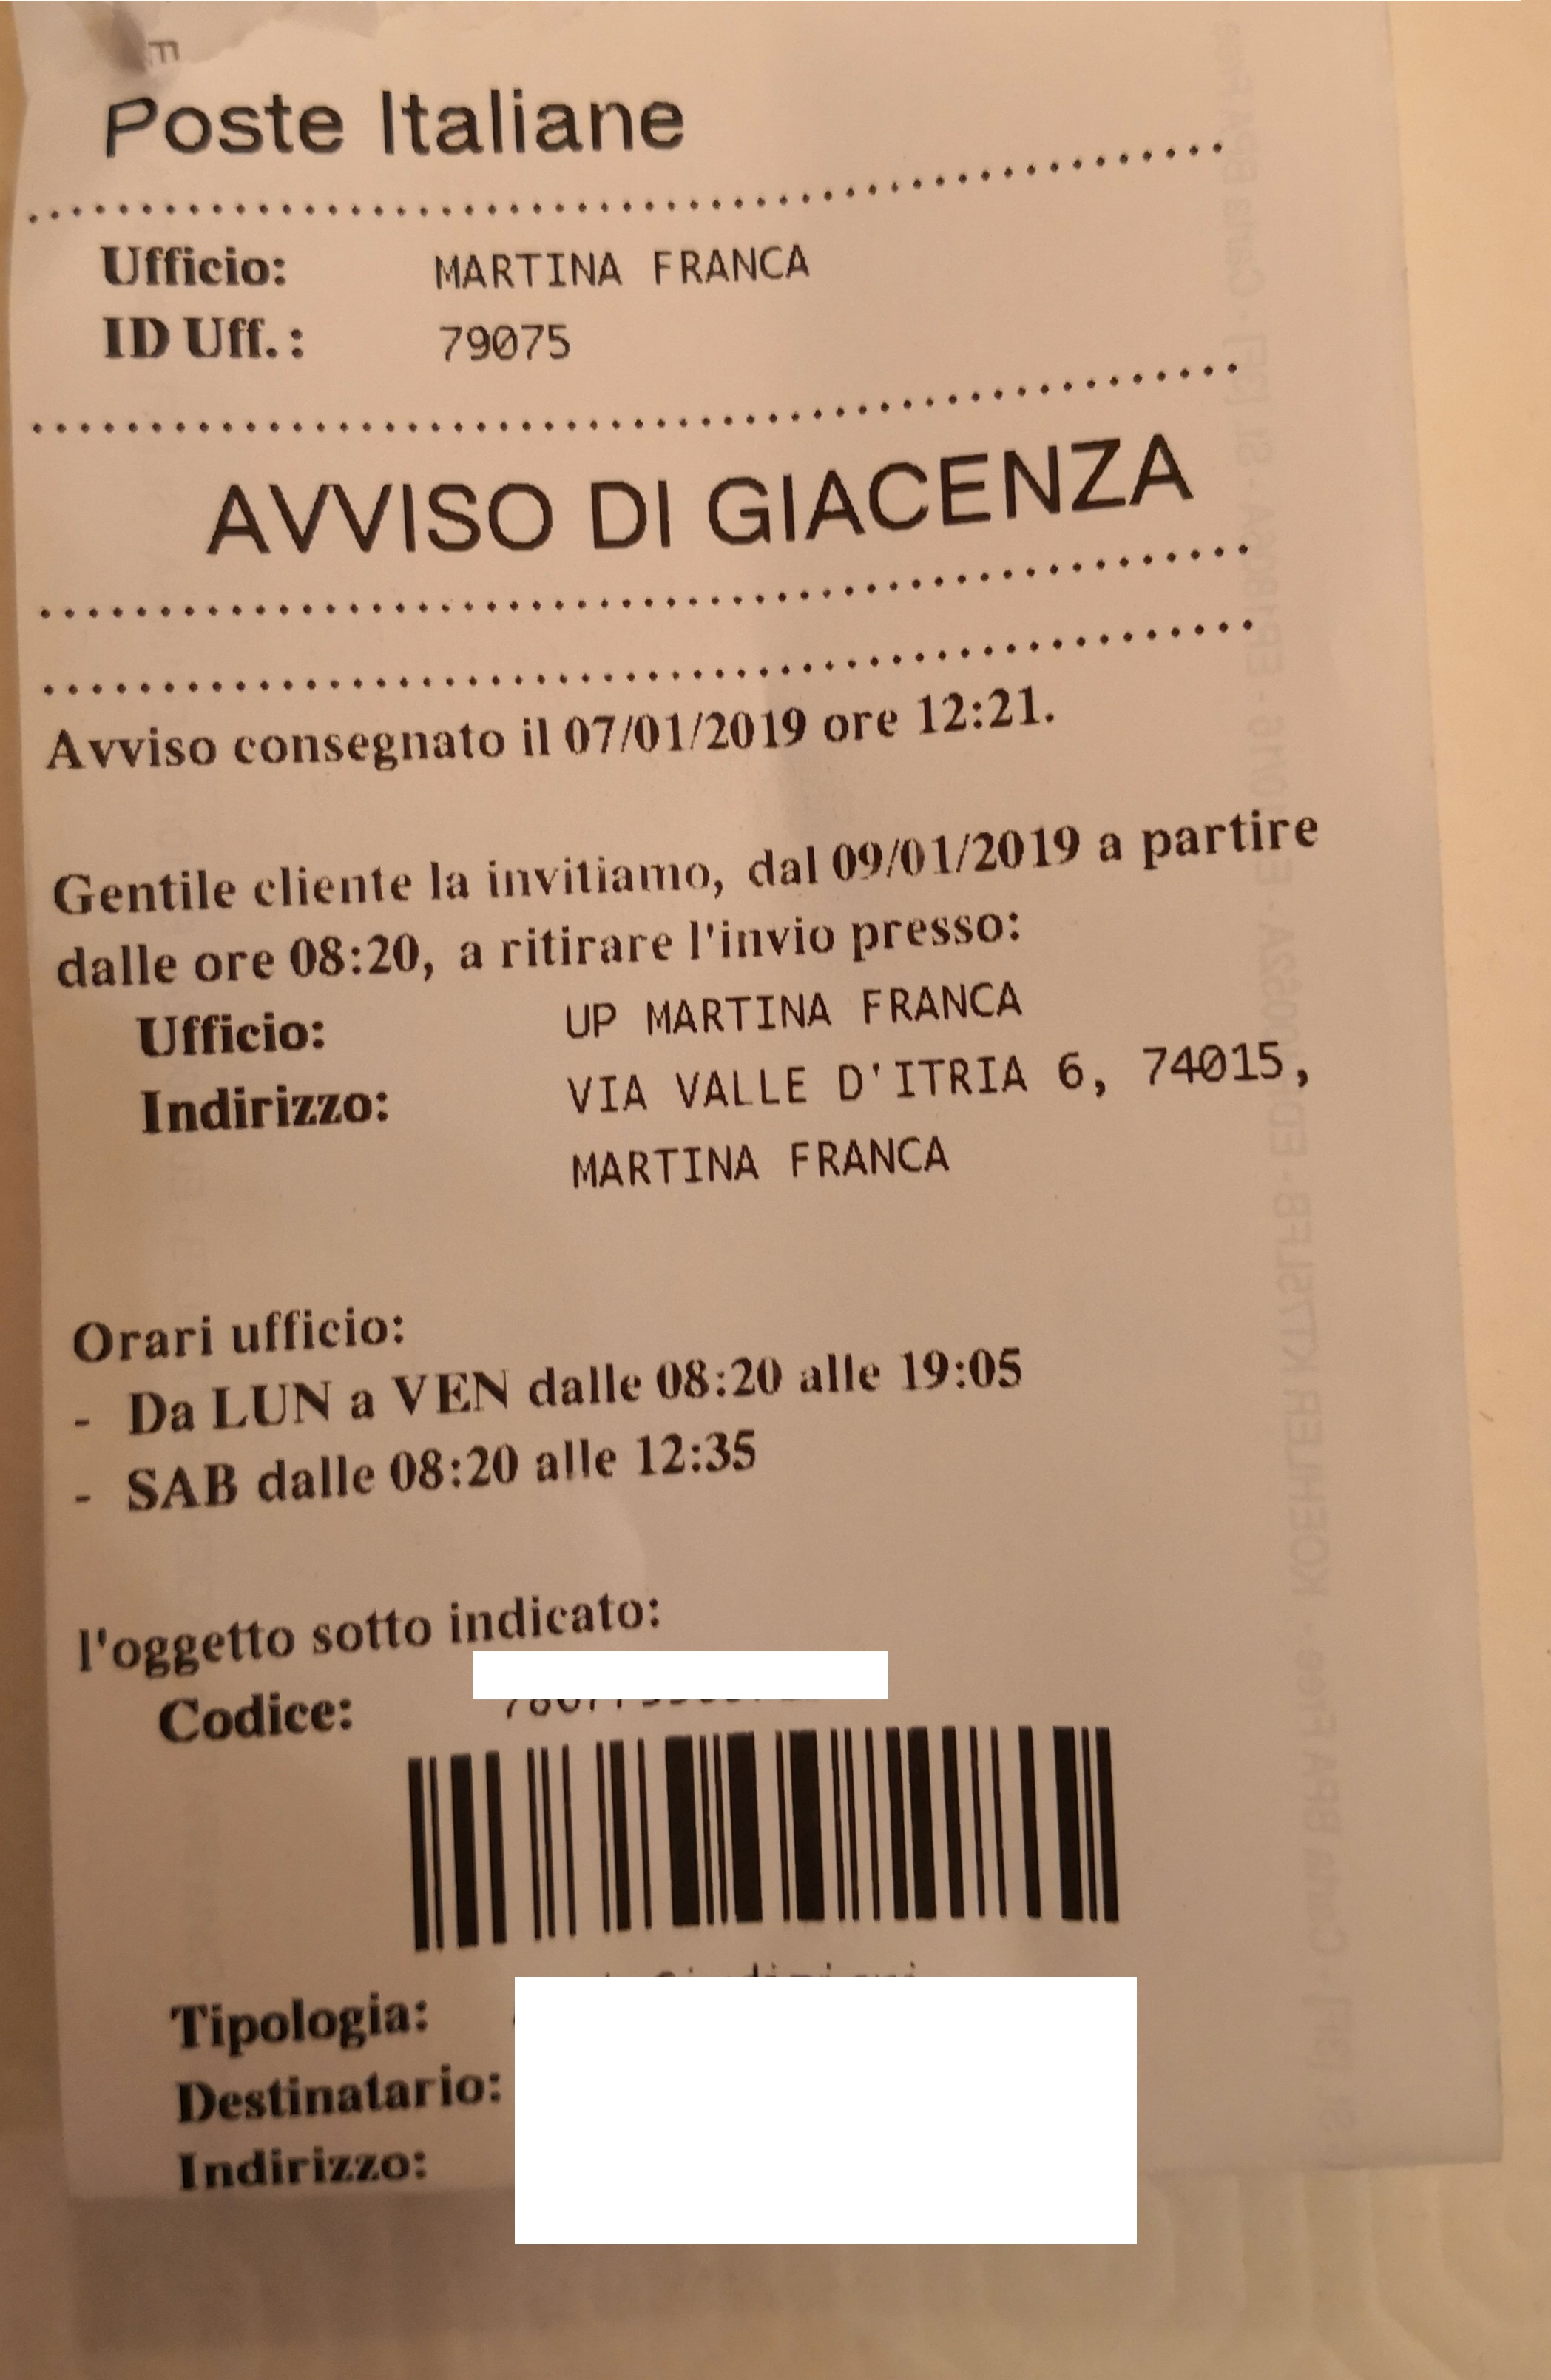 Poste Italiane
Ufficio: MARTINA FRANCA
ID Uff.: 79075
AVVISO DI GIACENZA
Avviso consegnato il 07/01/2019 ore 12:21.
Gentile cliente la invitiamo, dal 09/01/2019 a partire
dalle ore 08:20, a ritirare l'invio presso:
Ufficio: UP MARTINA FRANCA
Indirizzo: VIA VALLE D'ITRIA 6, 74015,
MARTINA FRANCA
Orari ufficio:
- Da LUN a VEN dalle 08:20 alle 19:05
- SAB dalle 08:20 alle 12:35
l'oggetto sotto indicato:
Codice:
Tipologia:
Destinatario:
Indirizzo: